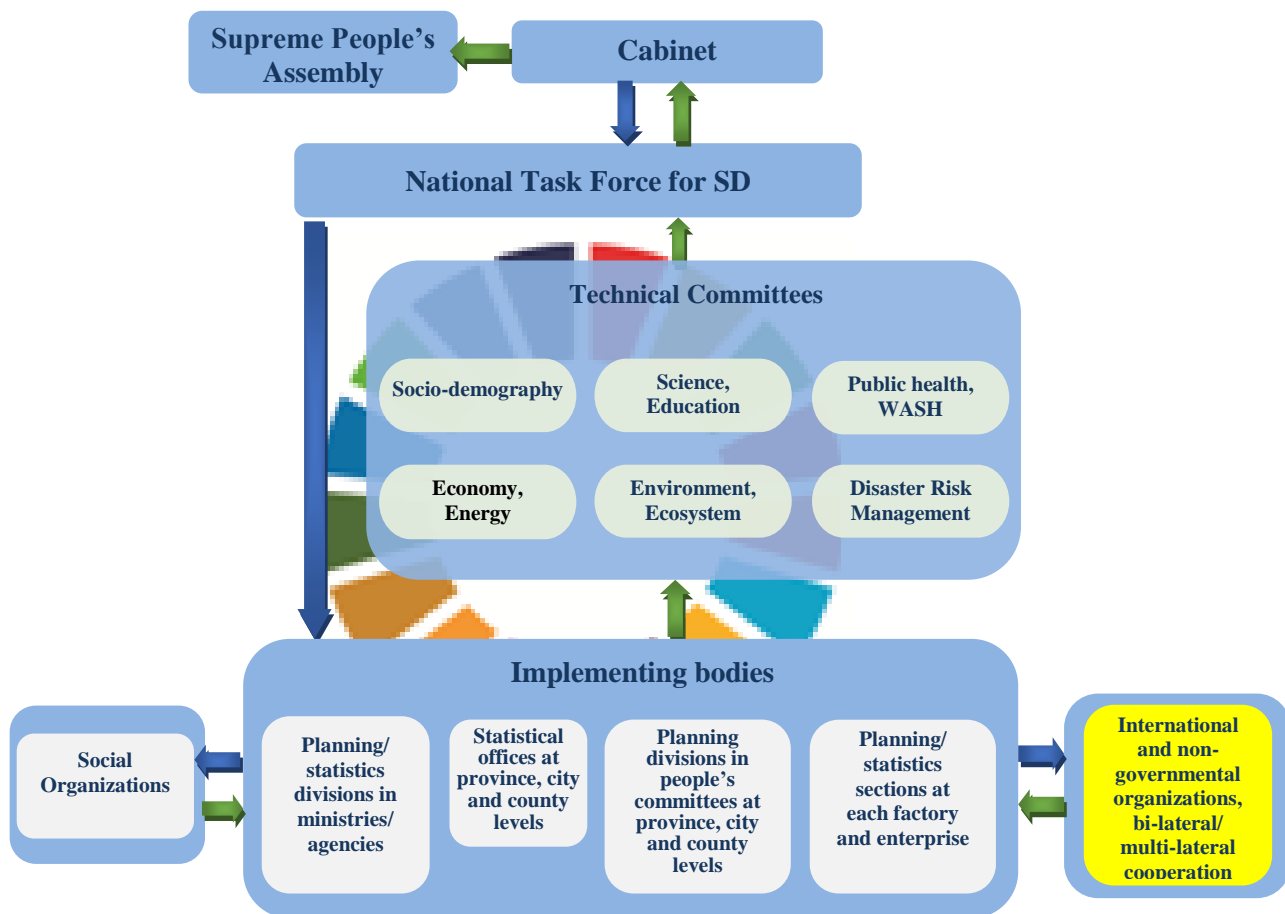 Supreme People’s
Assembly
Cabinet
National Task Force for SD
Technical Committees
Socio-demography
Science,
Education
Public health,
WASH
Economy,
Energy
Environment,
Ecosystem
Disaster Risk
Management
Implementing bodies
Social
Organizations
Planning/
statistics
divisions in
ministries/
agencies
Statistical
offices at
province, city
and county
levels
Planning
divisions in
people’s
committees at
province, city
and county
levels
Planning/
statistics
sections at
each factory
and enterprise
International
and non-
governmental
organizations,
bi-lateral/
multi-lateral
cooperation